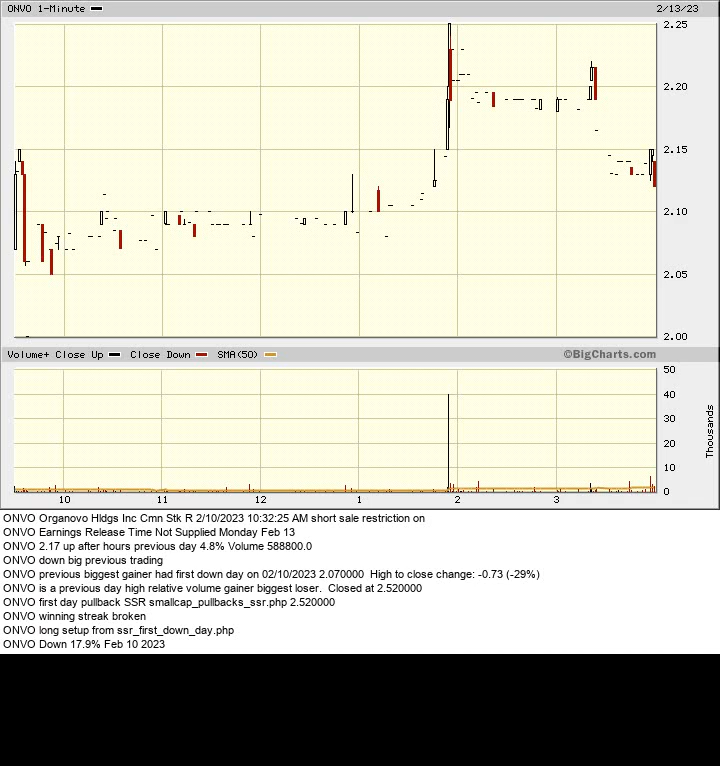 ONVO 1-Minute 2/13/23
2.25
2.20
2.15
2.10
2.05
2.00
Volume+ Close Up Close Down SMA(50) ©BigCharts.com
50
40
30
20
10
0
Thousands
10 11 12 1 2 3
ONVO Organovo Hldgs Inc Cmn Stk R 2/10/2023 10:32:25 AM short sale restriction on
ONVO Earnings Release Time Not Supplied Monday Feb 13
ONVO 2.17 up after hours previous day 4.8% Volume 588800.0
ONVO down big previous trading
ONVO previous biggest gainer had first down day on 02/10/2023 2.070000 High to close change: -0.73 (-29%)
ONVO is a previous day high relative volume gainer biggest loser. Closed at 2.520000
ONVO first day pullback SSR smallcap_pullbacks_ssr.php 2.520000
ONVO winning streak broken
ONVO long setup from ssr_first_down_day.php
ONVO Down 17.9% Feb 10 2023